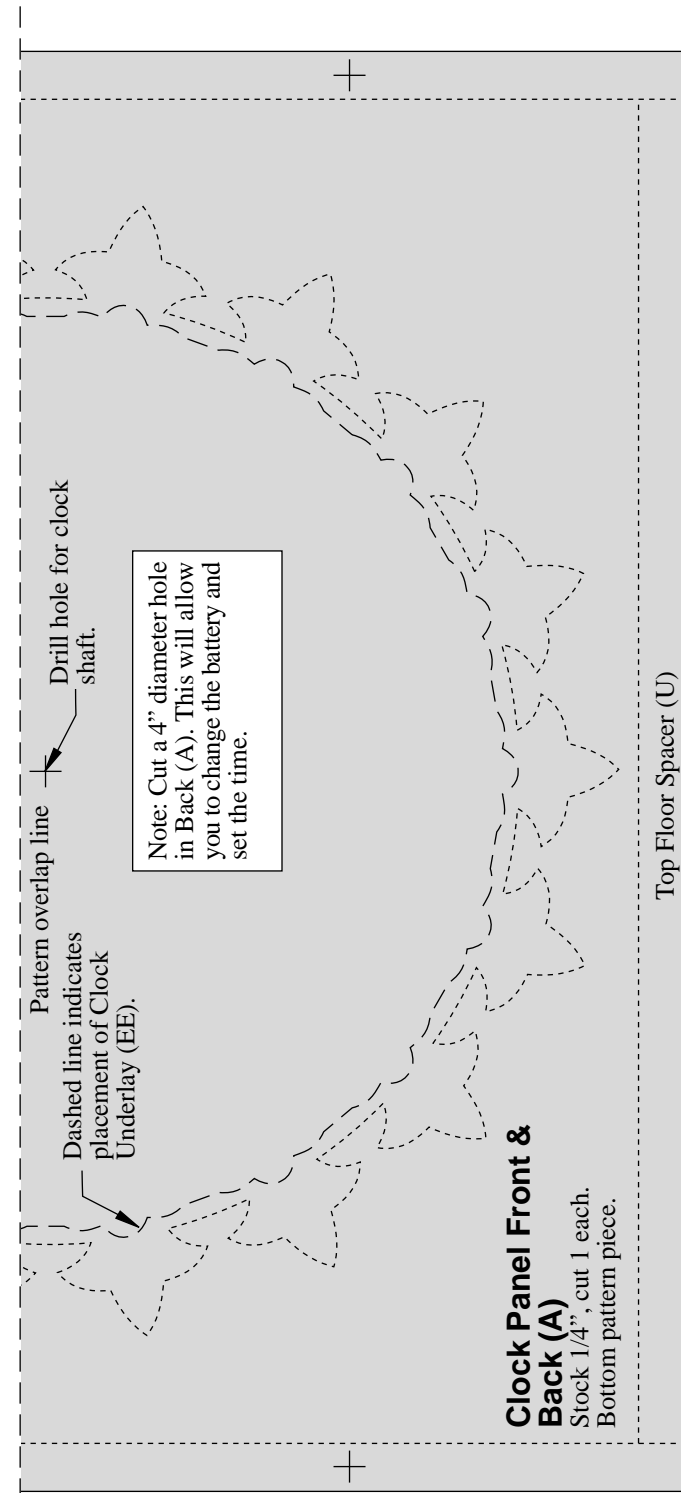 Pattern overlap line
Drill hole for clock
shaft.
Dashed line indicates
placement of Clock
Underlay (EE).
Note: Cut a 4” diameter hole
in Back (A). This will allow
you to change the battery and
set the time.
Clock Panel Front &
Back (A)
Stock 1/4”, cut 1 each.
Bottom pattern piece.
Top Floor Spacer (U)